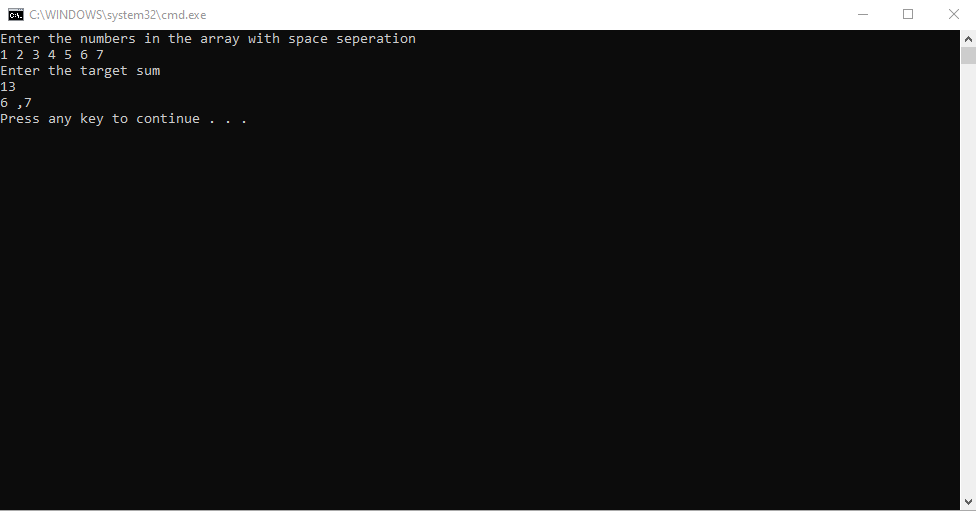 C:\WINDOWS\system32\cmd.exe
Enter the numbers in the array with space seperation
1 2 3 4 5 6 7
Enter the target sum
13
6 ,7
Press any key to continue . . .